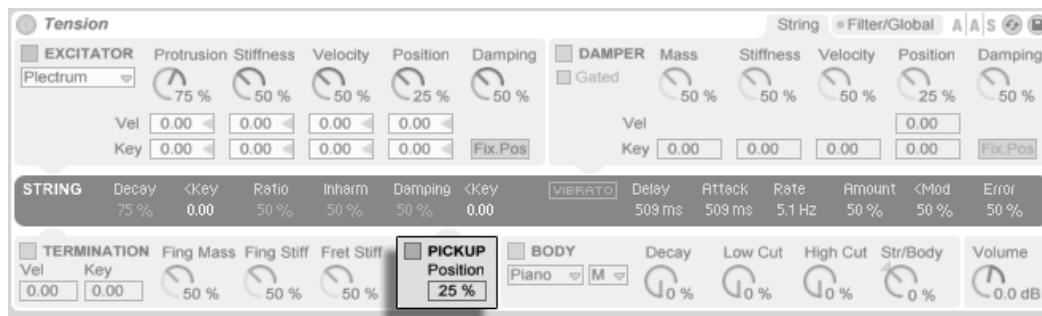 Tension String Filter/Global A A S
EXCITATOR Protrusion Stiffness Velocity Position Damping
Plectrum 75 % 50 % 50 % 25 % 50 %
Vel 0.00 0.00 0.00 0.00
Key 0.00 0.00 0.00 0.00 Fix.Pos
DAMPER Mass Stiffness Velocity Position Damping
Gated 50 % 50 % 50 % 25 % 50 %
Vel 0.00
Key 0.00 0.00 0.00 0.00 Fix.Pos
STRING Decay <Key Ratio Inharm Damping <Key VIBRATO Delay Attack Rate Amount <Mod Error
75 % 0.00 50 % 50 % 50 % 0.00 509 ms 509 ms 5.1 Hz 50 % 50 % 50 %
TERMINATION Fing Mass Fing Stiff Fret Stiff
Vel Key
0.00 0.00 50 % 50 % 50 %
PICKUP
Position
25 %
BODY Decay Low Cut High Cut Str/Body
Piano M 0 % 0 % 0 % 0 %
Volume
0.0 dB